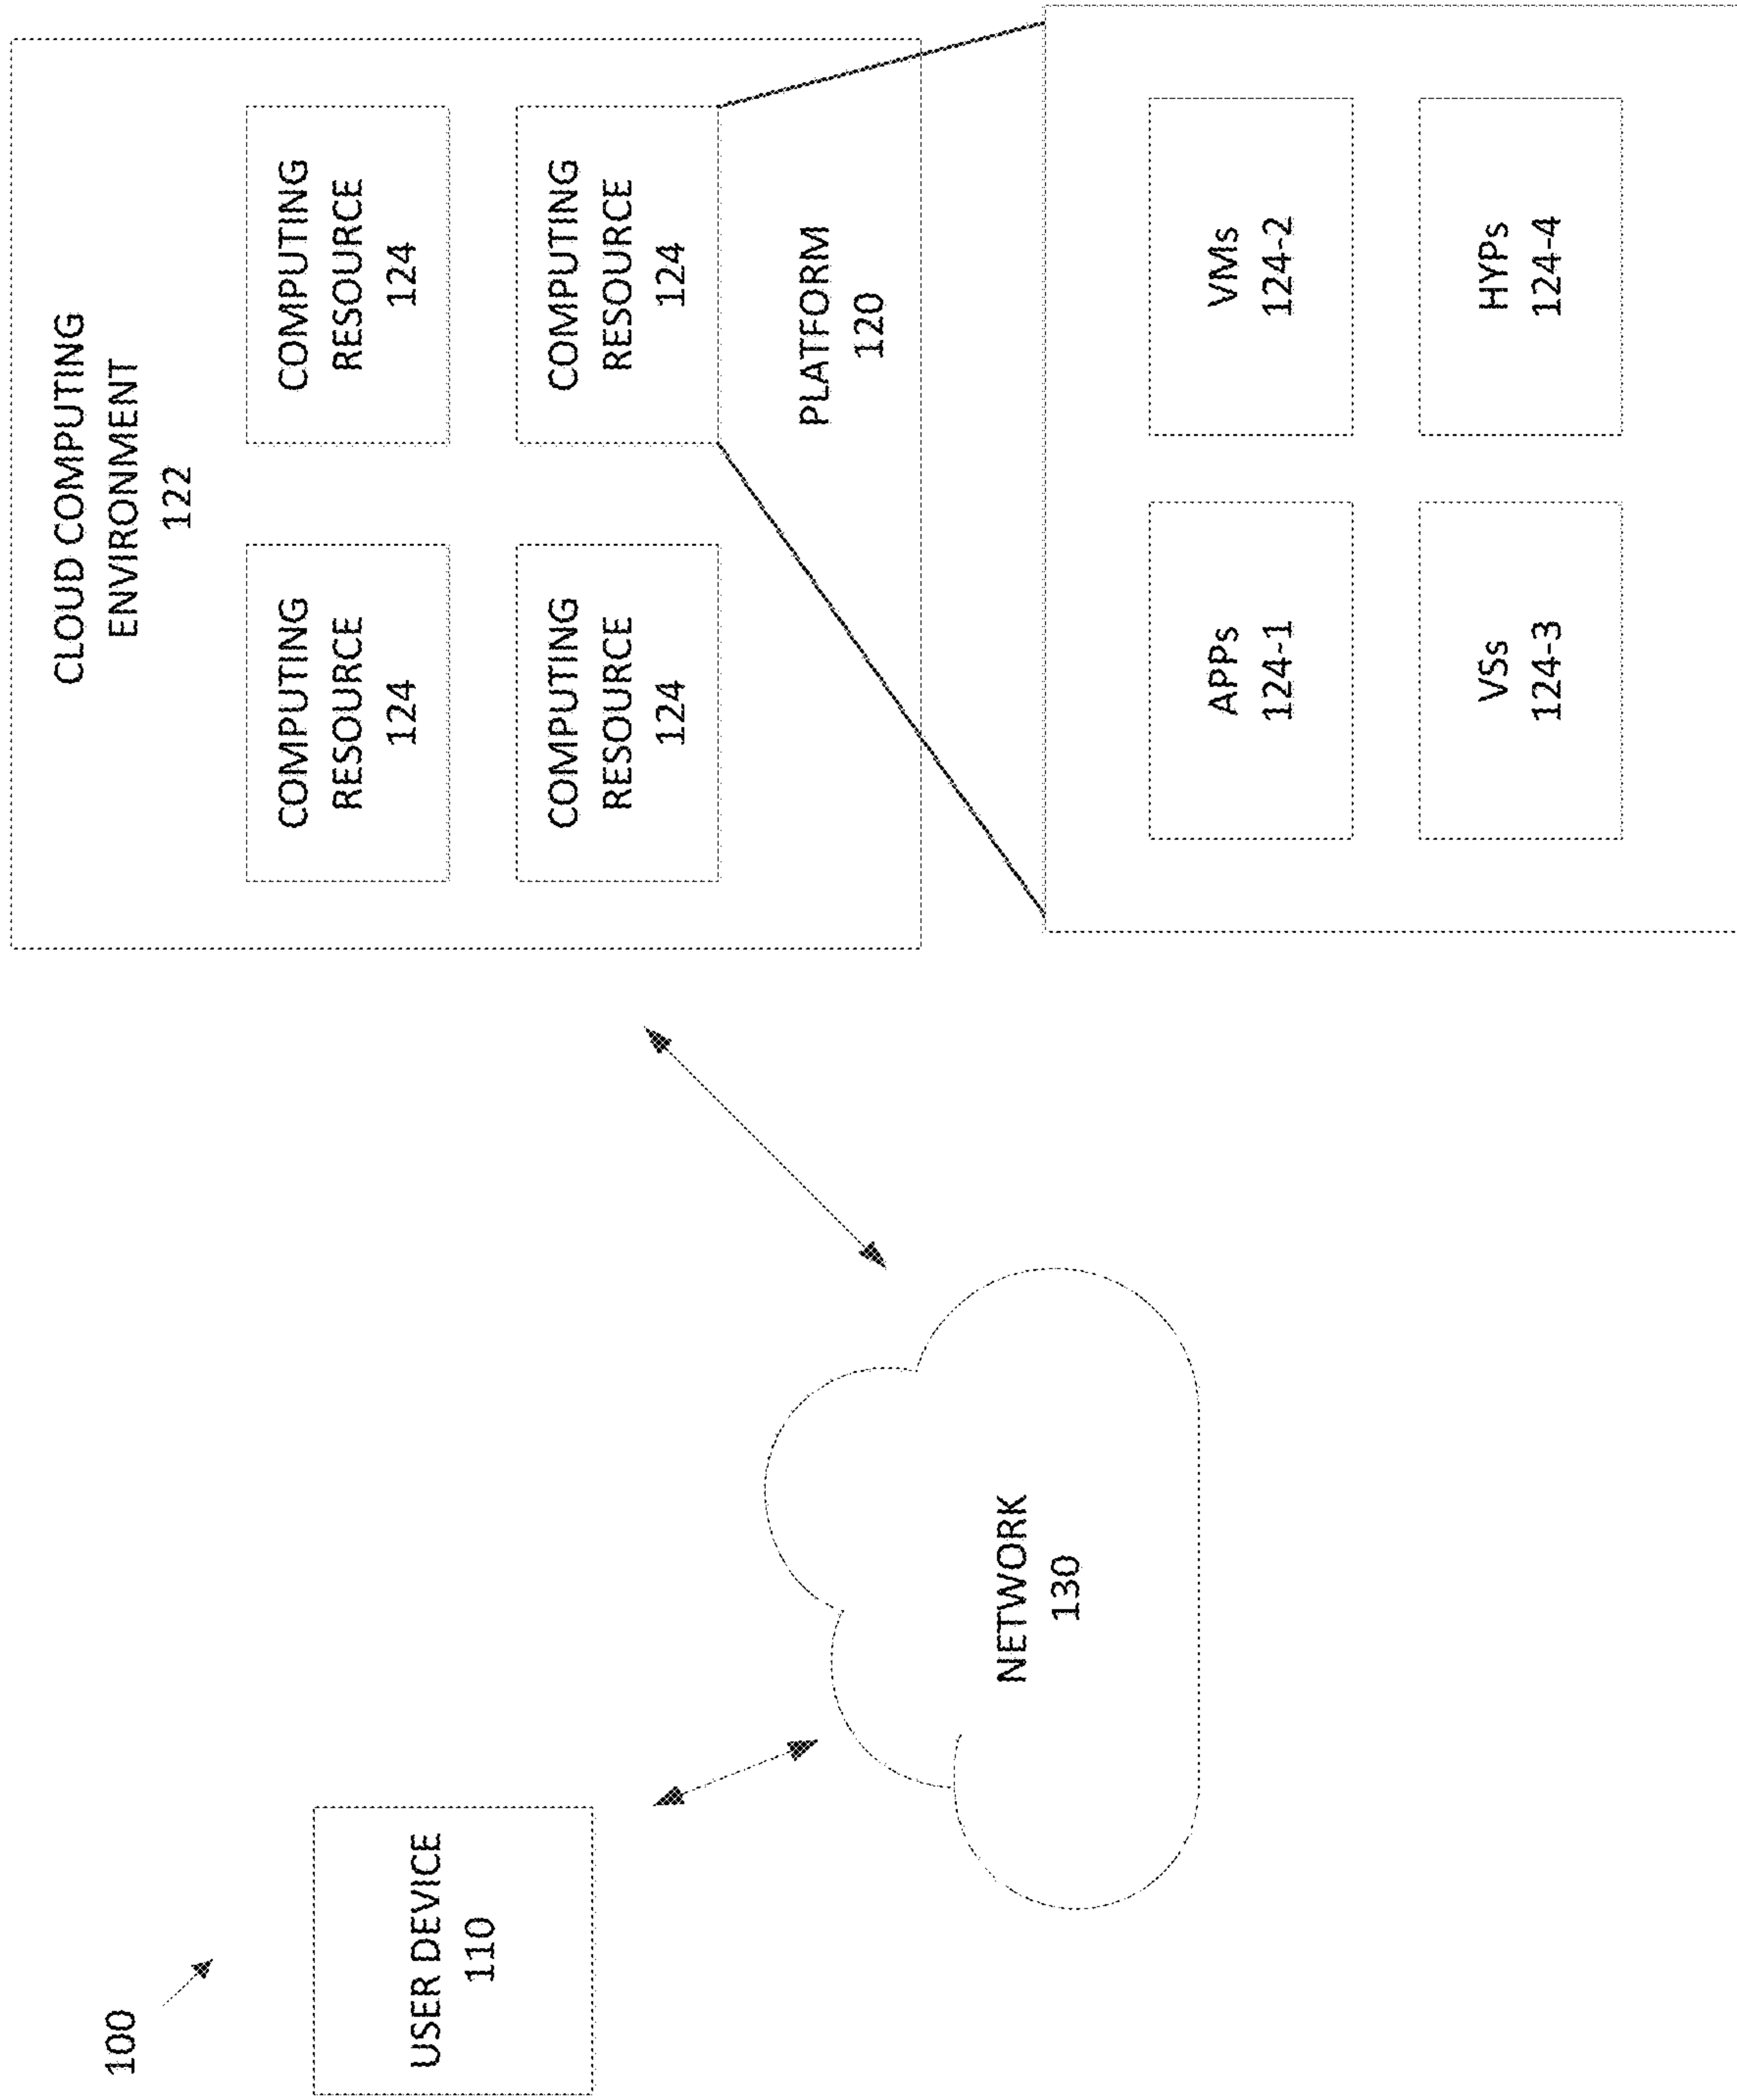 100
USER DEVICE
110
NETWORK
130
CLOUD COMPUTING
ENVIRONMENT
122
COMPUTING
RESOURCE
124
COMPUTING
RESOURCE
124
COMPUTING
RESOURCE
124
COMPUTING
RESOURCE
124
PLATFORM
120
APPs
124-1
VMs
124-2
VSs
124-3
HYPs
124-4